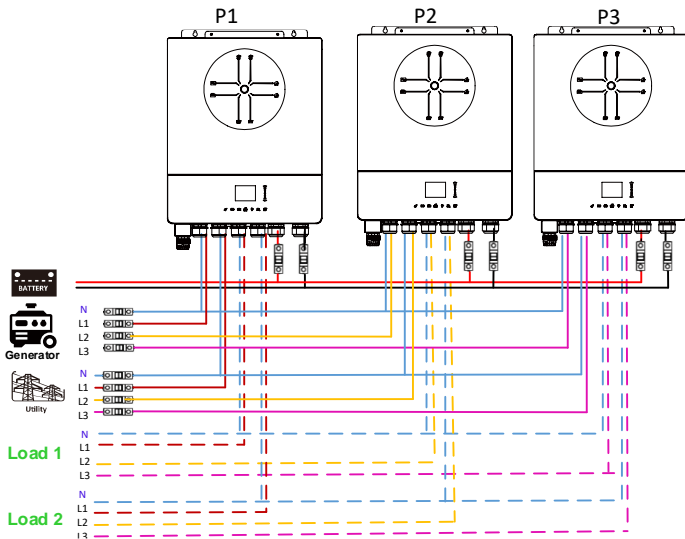 P1 P2 P3
BATTERY
N
L1
Generator
L2
L3
N
L1
L2
Utility
L3
N
Load 1
L1
L2
L3
N
L1
Load 2
L2
L3